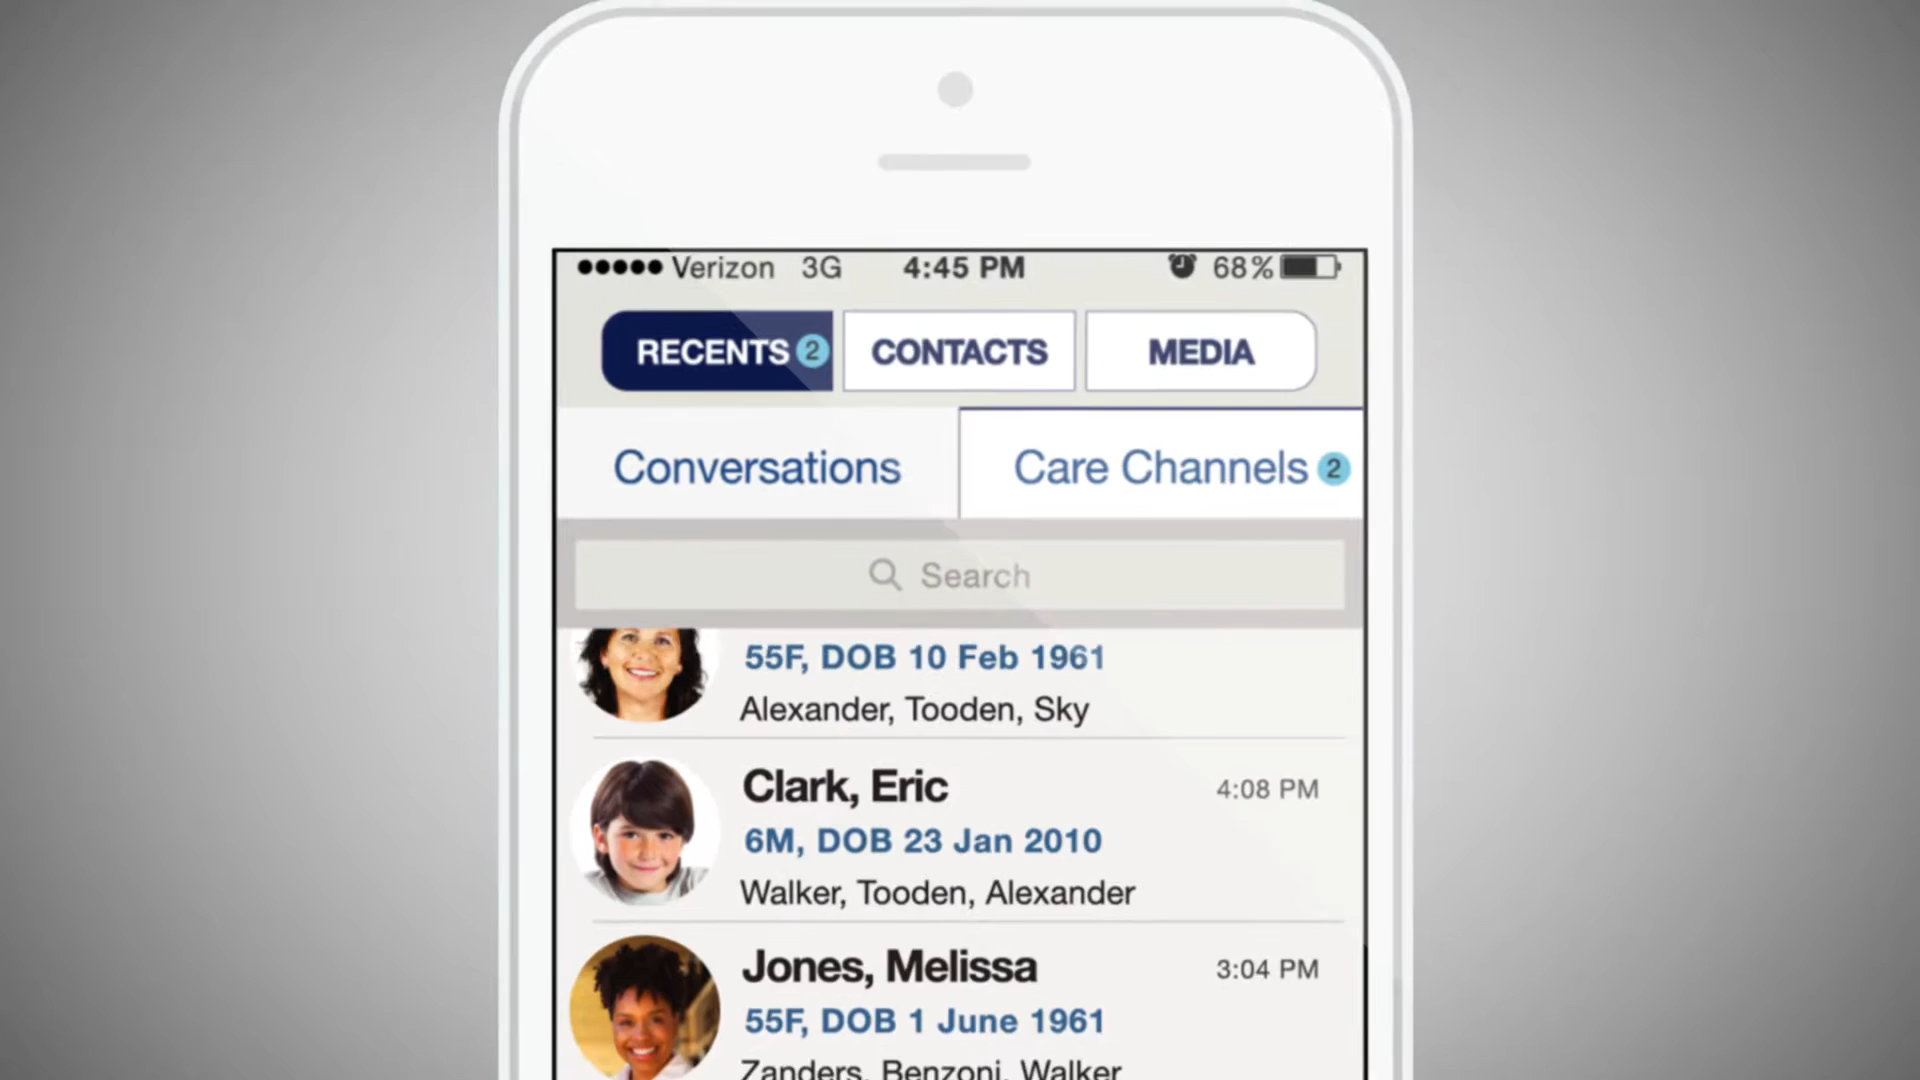 Verizon 3G 4:45 PM 68%
RECENTS 2 CONTACTS MEDIA
Conversations Care Channels 2
Search
55F, DOB 10 Feb 1961
Alexander, Tooden, Sky
Clark, Eric 4:08 PM
6M, DOB 23 Jan 2010
Walker, Tooden, Alexander
Jones, Melissa 3:04 PM
55F, DOB 1 June 1961
Zanders, Benzoni, Walker